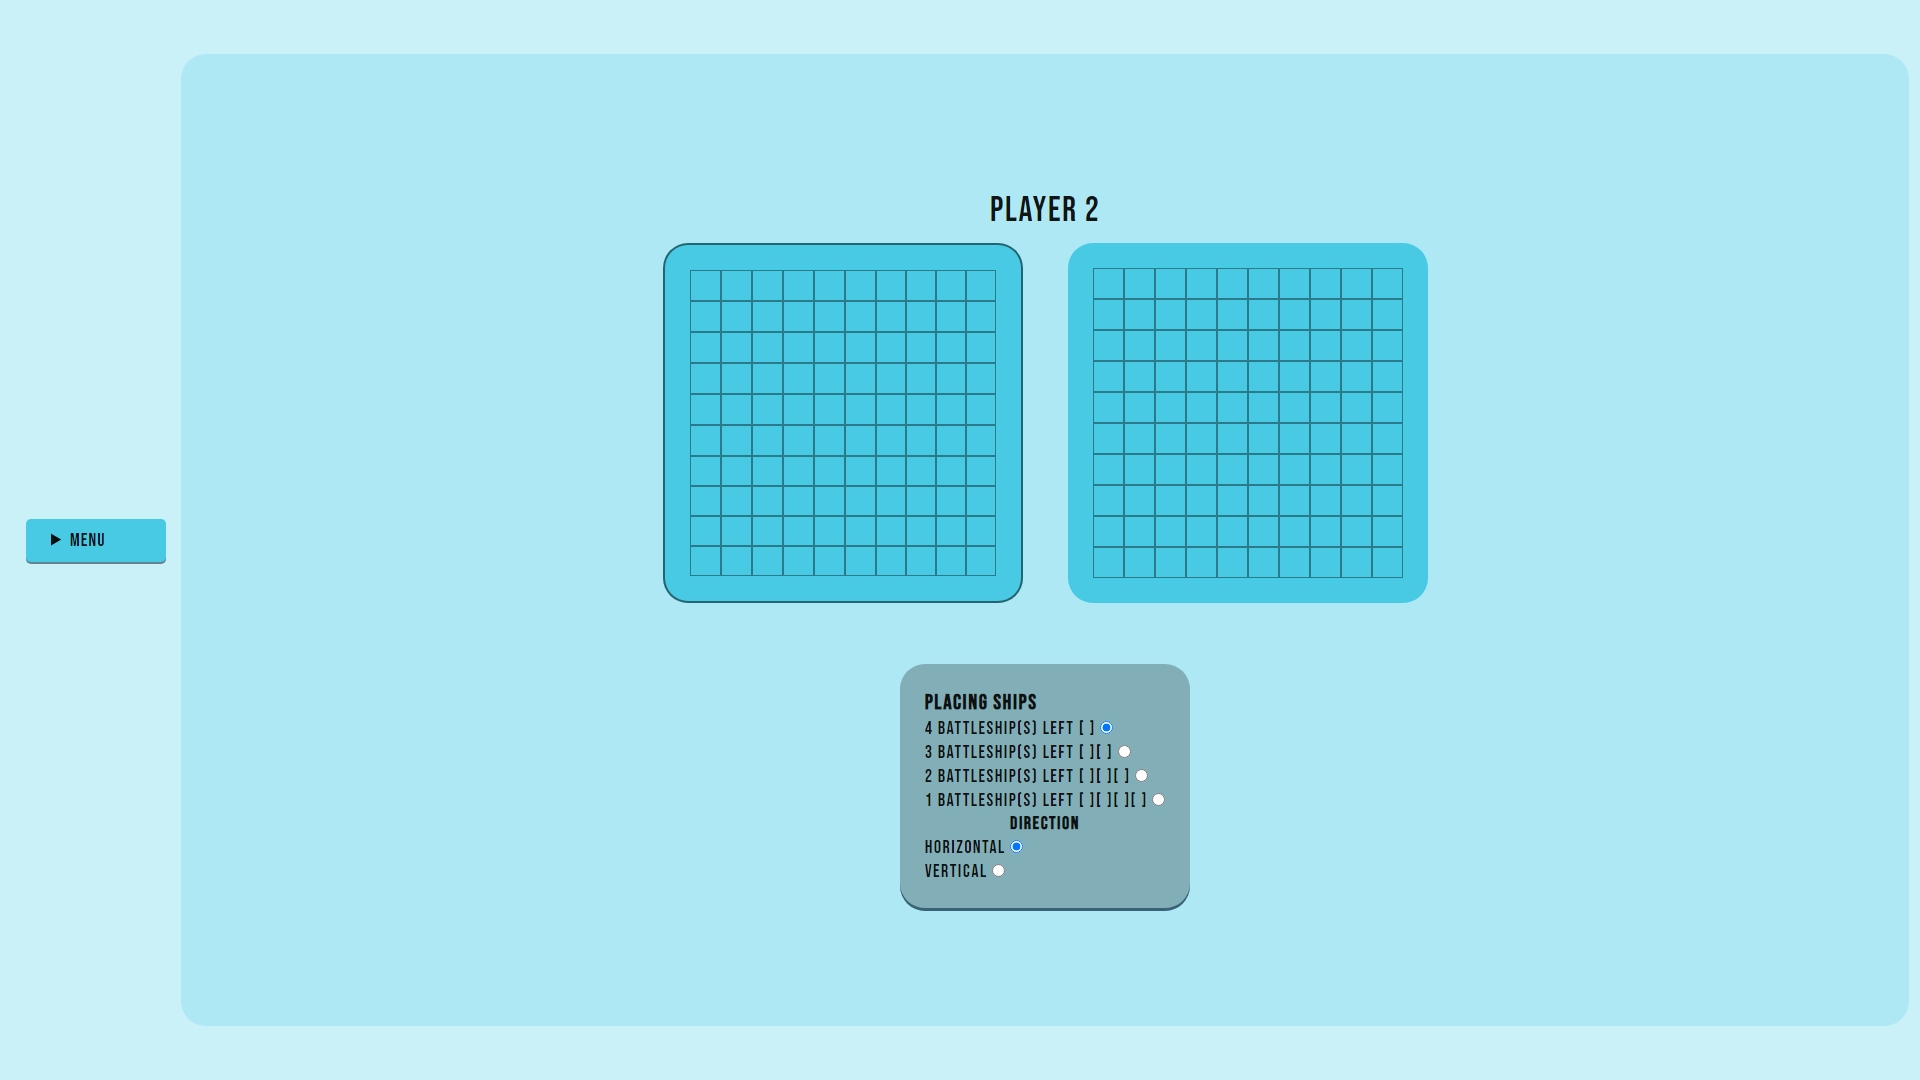 PLAYER 2
▶ MENU
PLACING SHIPS
4 BATTLESHIP(S) LEFT [ ]
3 BATTLESHIP(S) LEFT [ ][ ]
2 BATTLESHIP(S) LEFT [ ][ ][ ]
1 BATTLESHIP(S) LEFT [ ][ ][ ][ ]
DIRECTION
HORIZONTAL
VERTICAL